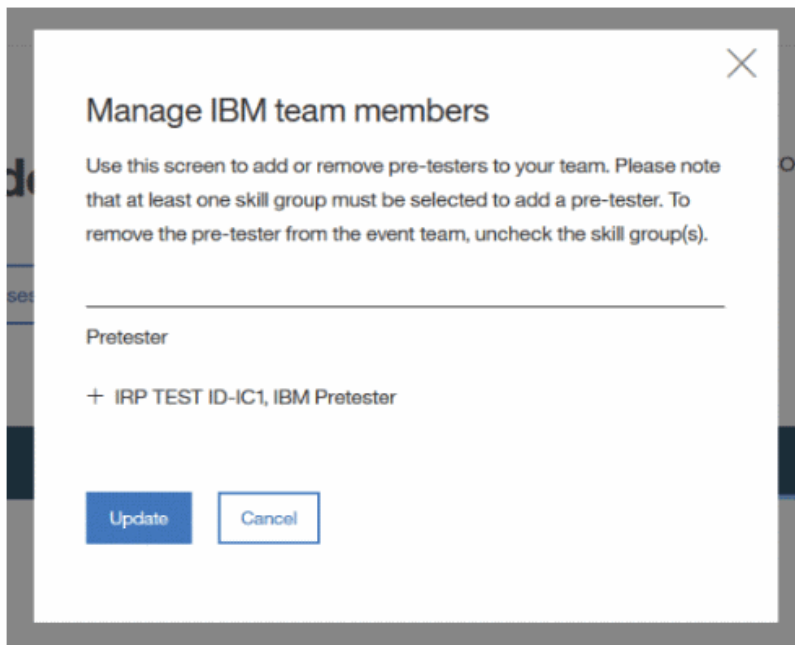 Manage IBM team members
Use this screen to add or remove pre-testers to your team. Please note
that at least one skill group must be selected to add a pre-tester. To
remove the pre-tester from the event team, uncheck the skill group(s).
Pretester
+ IRP TEST ID-IC1, IBM Pretester
Update Cancel